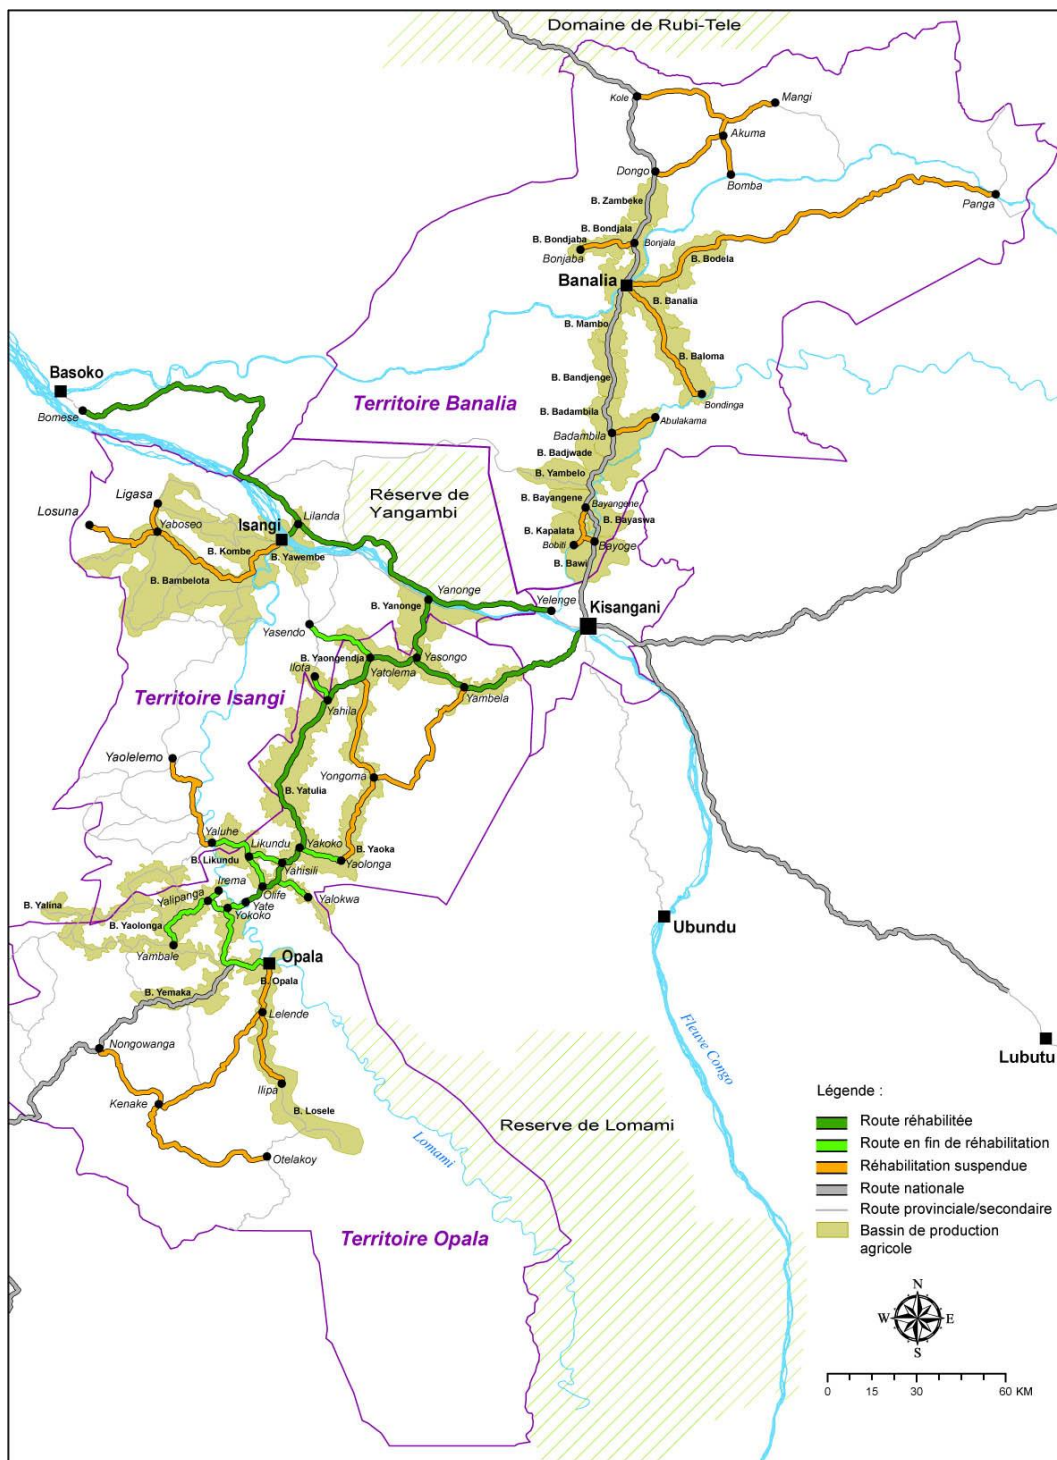 Domaine de Rubi-Tele
Kole
Mangi
Akuma
Dongo
Bomba
Panga
B. Zambeke
B. Bondjala
B. Bondjaba
Bonjala
Bonjaba
B. Bodela
Banalia
B. Banalia
B. Mambo
B. Baloma
Basoko
B. Bandjenge
Bomese
Territoire Banalia
Bondinga
B. Badambila
Abulakama
Badambila
B. Badjwade
B. Yambelo
Ligasa
Réserve de
Yangambi
B. Bayangene
Bayangene
Losuna
Lilanda
Yaboseo
Isangi
B. Bayaswa
B. Kapalata
B. Kombe
B. Yawembe
Bobiti
Bayoge
B. Bawi
B. Bambelota
Yanonge
B. Yanonge
Yelenge
Kisangani
Yasendo
B. Yaongendja
Yasongo
Ilota
Yatolema
Territoire Isangi
Yahila
Yambela
Yaolelemo
Yongoma
B. Yatulia
Yaluhe
Likundu
Yakoko
B. Yaoka
B. Likundu
Yahisili
Yaolonga
Irema
Olife
Yalipanga
Yalokwa
B. Yalina
Yate
Yokoko
B. Yaolonga
Ubundu
Yambale
Opala
B. Opala
B. Yemaka
Lelende
Fleuve Congo
Nongowanga
Lubutu
Ilipa
Légende :
Kenake
B. Losele
Reserve de Lomami
Route réhabilitée
Route en fin de réhabilitation
Lomami
Otelakoy
Réhabilitation suspendue
Route nationale
Route provinciale/secondaire
Territoire Opala
Bassin de production
agricole
N
W
E
S
0 15 30 60 KM